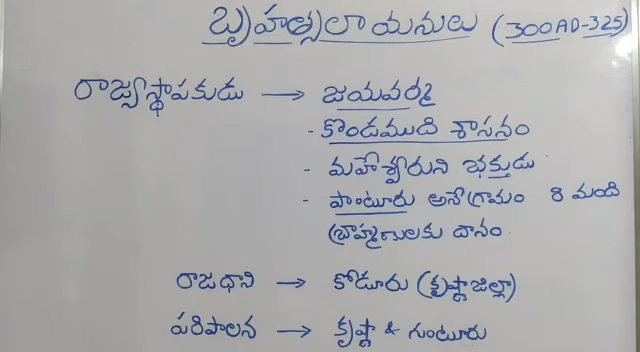 బృహత్సలాయనులు (300AD-325)
రాజ్యస్థాపకుడు → జయవర్మ
- కొండముది శాసనం
- మహేశ్వరుని భక్తుడు
- పాంటూరు అనే గ్రామం 8 మంది
బ్రాహ్మణులకు దానం.
రాజధాని → కోడూరు (కృష్ణాజిల్లా)
పరిపాలన → కృష్ణా & గుంటూరు